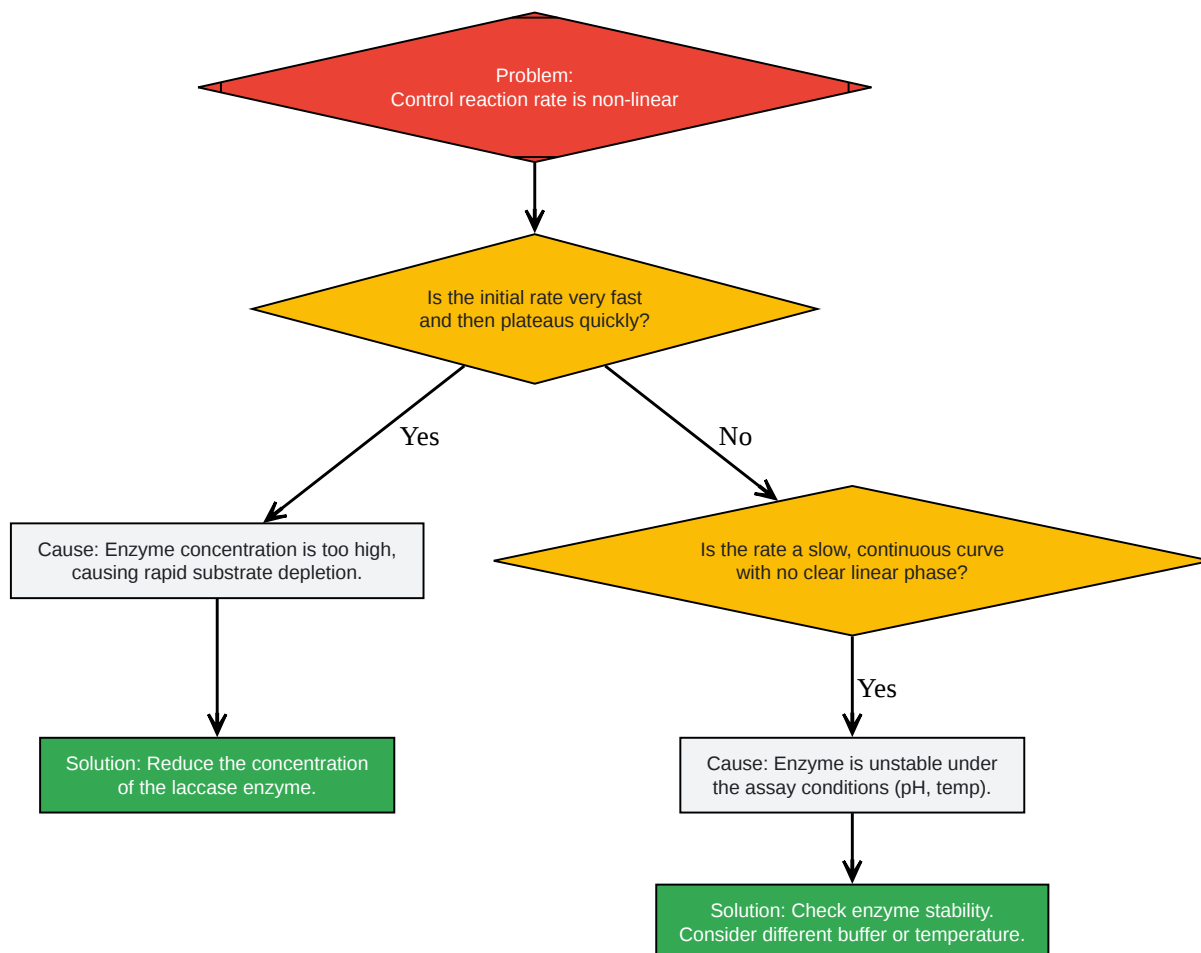 Problem:
Control reaction rate is non-linear
Is the initial rate very fast
and then plateaus quickly?
Yes
No
Cause: Enzyme concentration is too high,
causing rapid substrate depletion.
Is the rate a slow, continuous curve
with no clear linear phase?
Yes
Solution: Reduce the concentration
of the laccase enzyme.
Cause: Enzyme is unstable under
the assay conditions (pH, temp).
Solution: Check enzyme stability.
Consider different buffer or temperature.